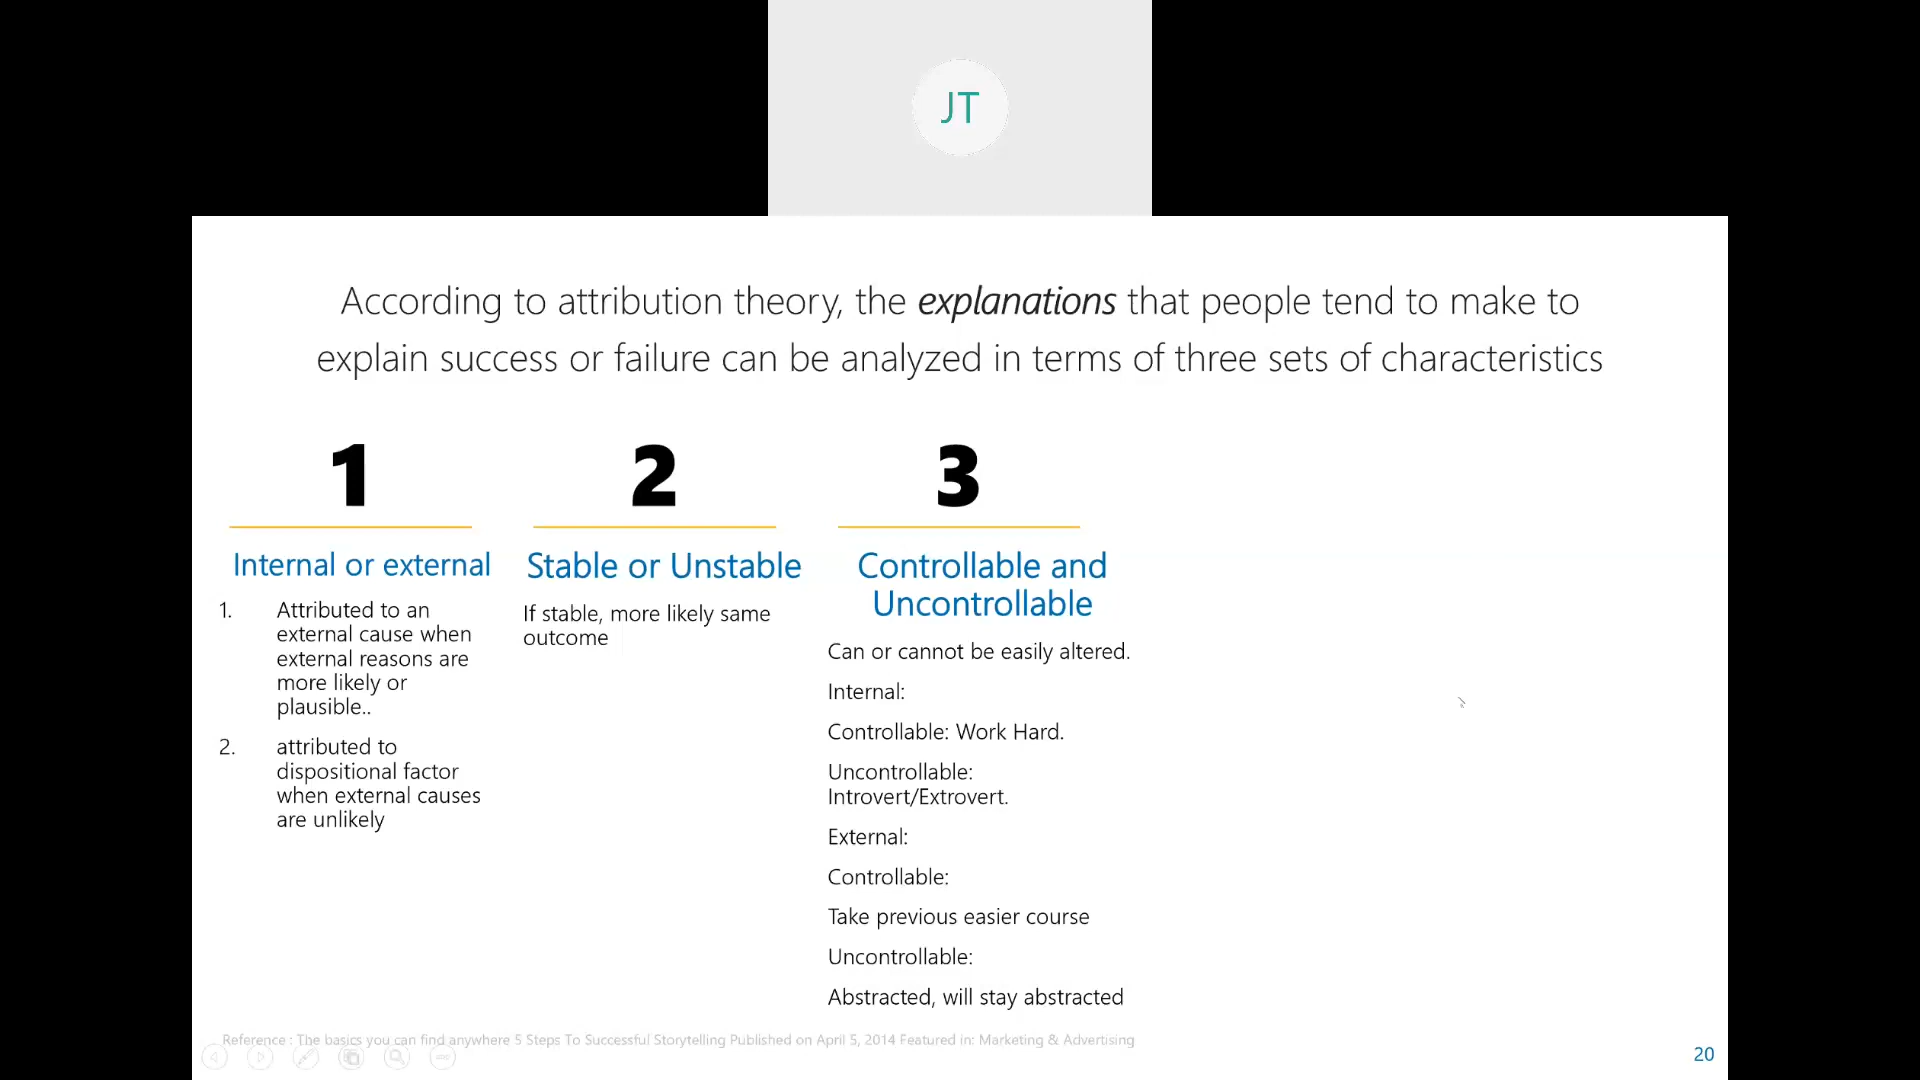 JT
According to attribution theory, the explanations that people tend to make to
explain success or failure can be analyzed in terms of three sets of characteristics
1
Internal or external
1. Attributed to an
external cause when
external reasons are
more likely or
plausible..
2. attributed to
dispositional factor
when external causes
are unlikely
2
Stable or Unstable
If stable, more likely same
outcome
3
Controllable and
Uncontrollable
Can or cannot be easily altered.
Internal:
Controllable: Work Hard.
Uncontrollable:
Introvert/Extrovert.
External:
Controllable:
Take previous easier course
Uncontrollable:
Abstracted, will stay abstracted
Reference : The basics you can find anywhere 5 Steps To Successful Storytelling Published on April 5, 2014 Featured in: Marketing & Advertising
20